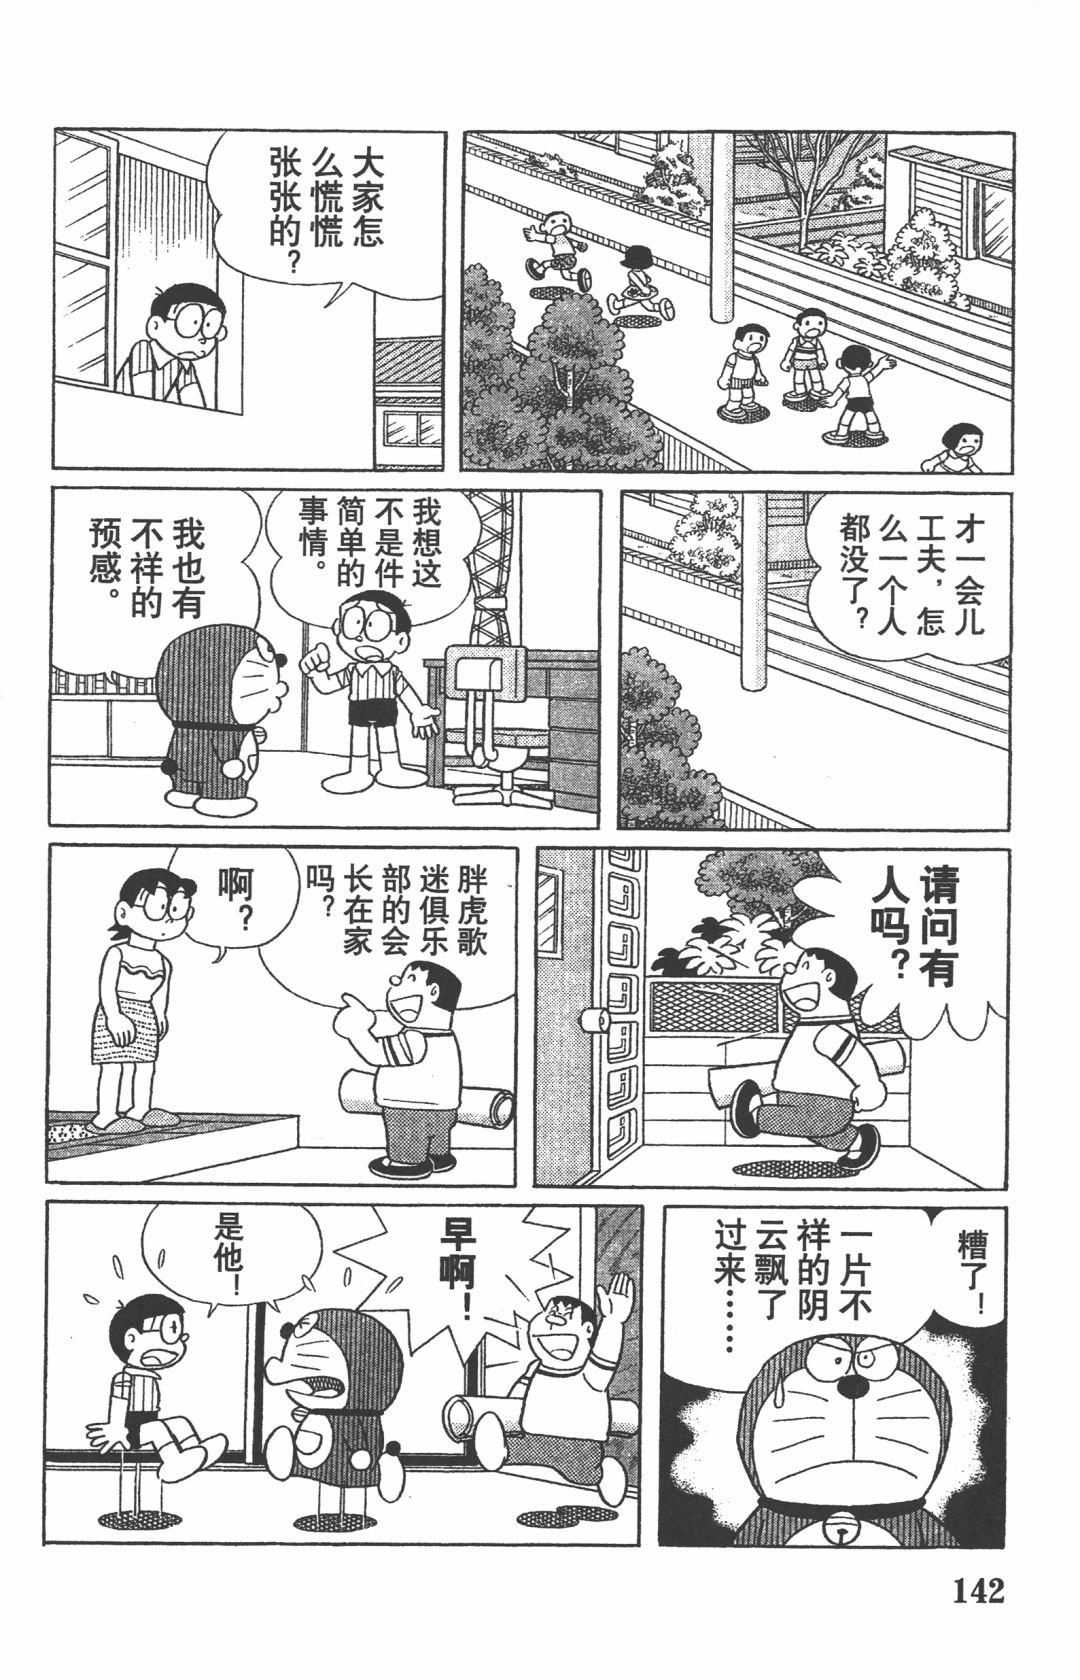 大家怎
么慌慌
张张的？
才一会儿
工夫，怎
么一个人
都没了？
我想这
不是件
简单的
事情。
我也有
不祥的
预感。
请问有
人吗？
胖虎歌
迷俱乐
部的会
长在家
吗？
啊？
糟了！
一片不
祥的阴
云飘了
过来……
早啊！
是他！
142